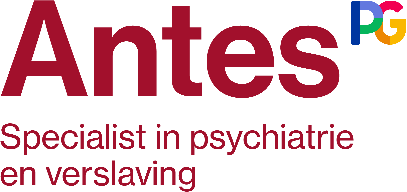 Antes PG
Specialist in psychiatrie
en verslaving